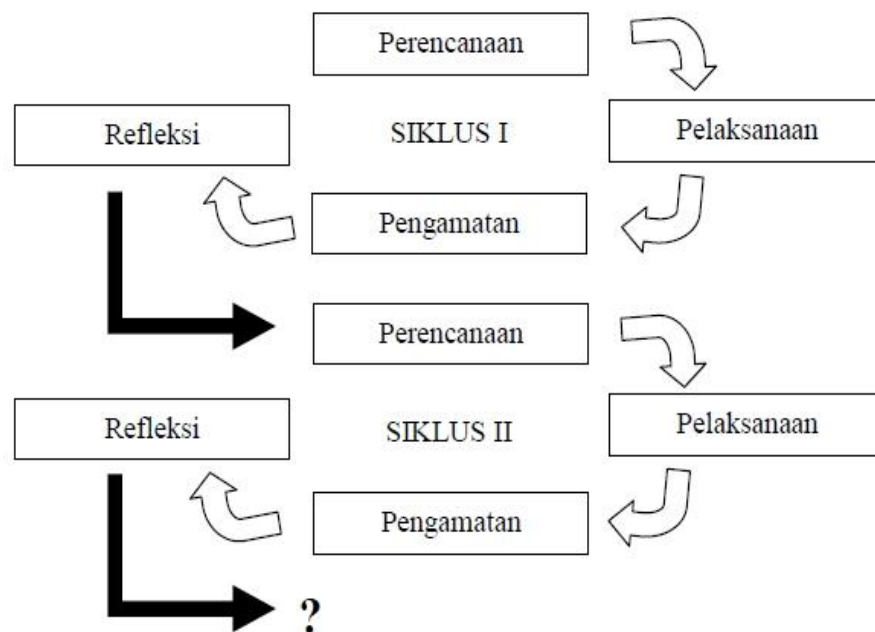 Perencanaan
Refleksi
SIKLUS I
Pelaksanaan
Pengamatan
Perencanaan
Refleksi
SIKLUS II
Pelaksanaan
Pengamatan
?